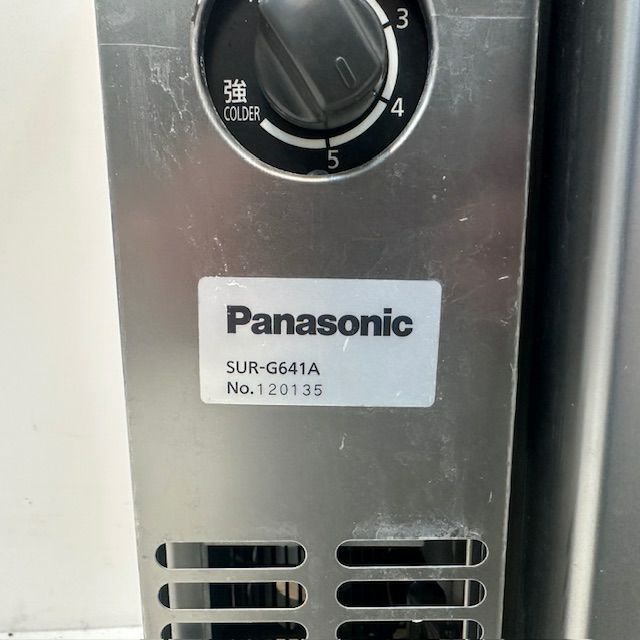 3
4
強
COLDER
5
Panasonic
SUR-G641A
No.120135